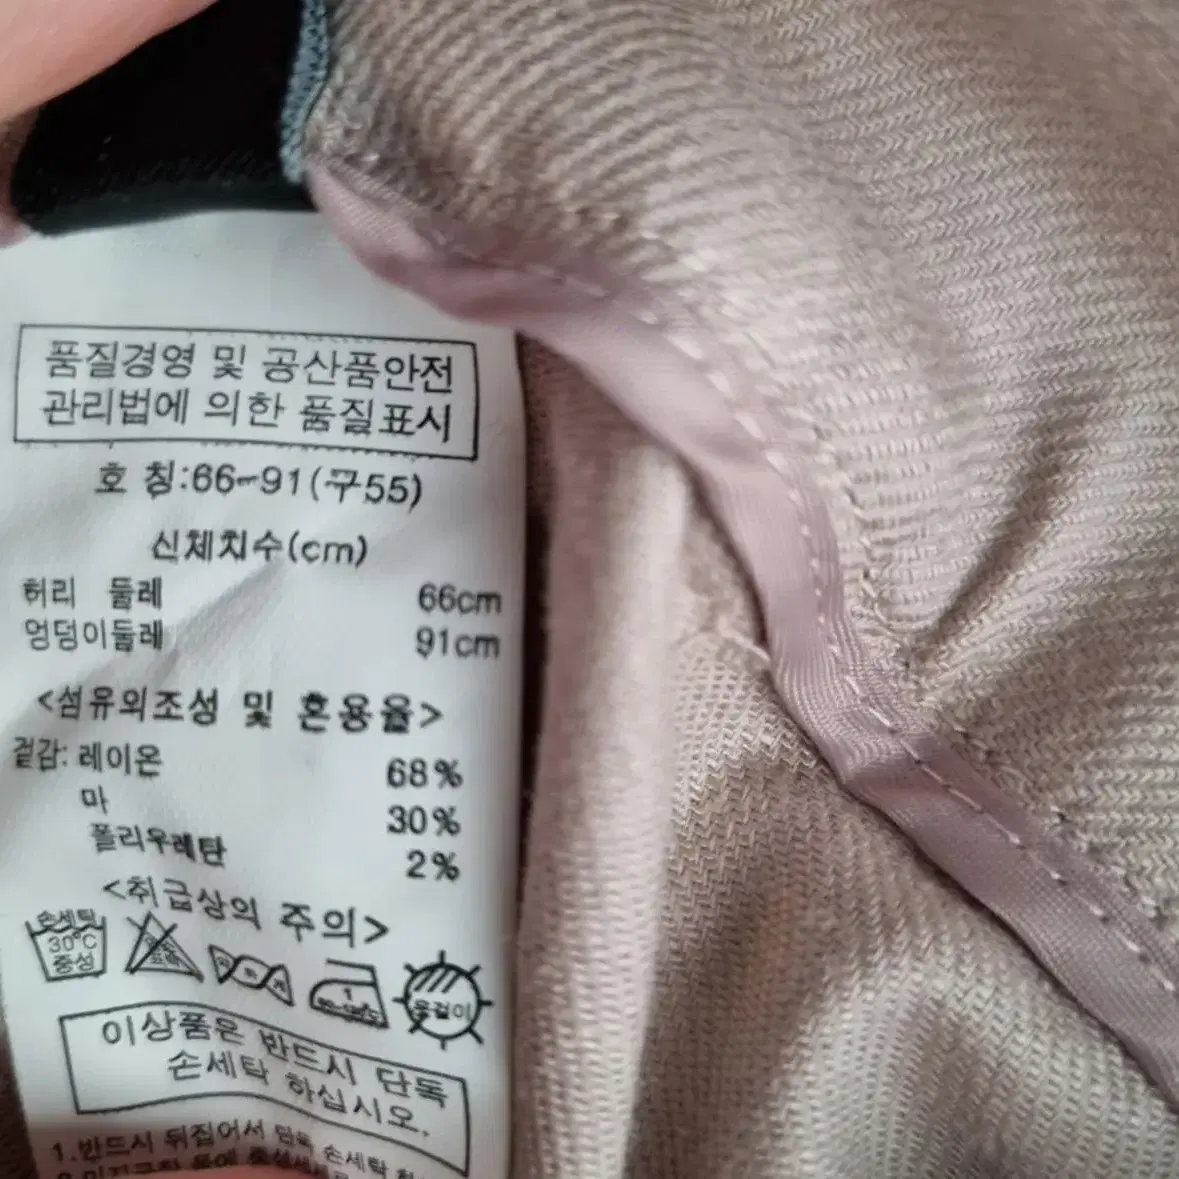 품질경영 및 공산품안전
관리법에 의한 품질표시
호 칭:66-91(구55)
신체치수(cm)
허리 둘레 66cm
엉덩이둘레 91cm
<섬유의조성 및 혼용율>
겉감: 레이온 68%
마 30%
폴리우레탄 2%
<취급상의 주의>
손세탁
30°C
중성
옷걸이
이상품은 반드시 단독
손세탁 하십시오.
1.반드시 뒤집어서 단독 손세탁